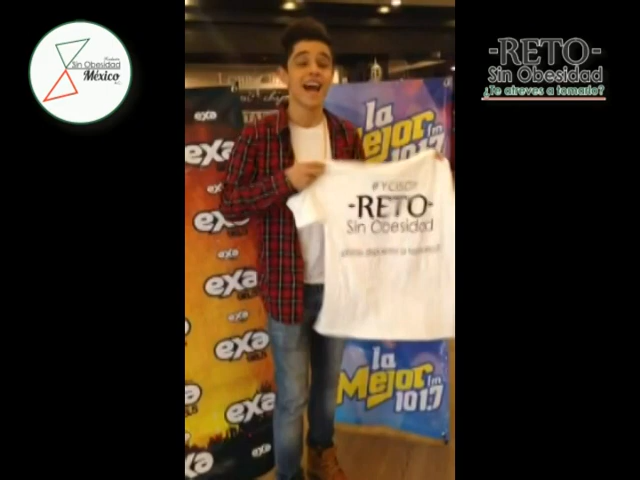 Sin Obesidad
México
-RETO-
Sin Obesidad
¿Te atreves a tomarlo?
exa
exa
exa
exa
exa
exa
exa
exa
la
Mejor fm
101.7
-RETO-
Sin Obesidad
la
Mejor fm
101.7